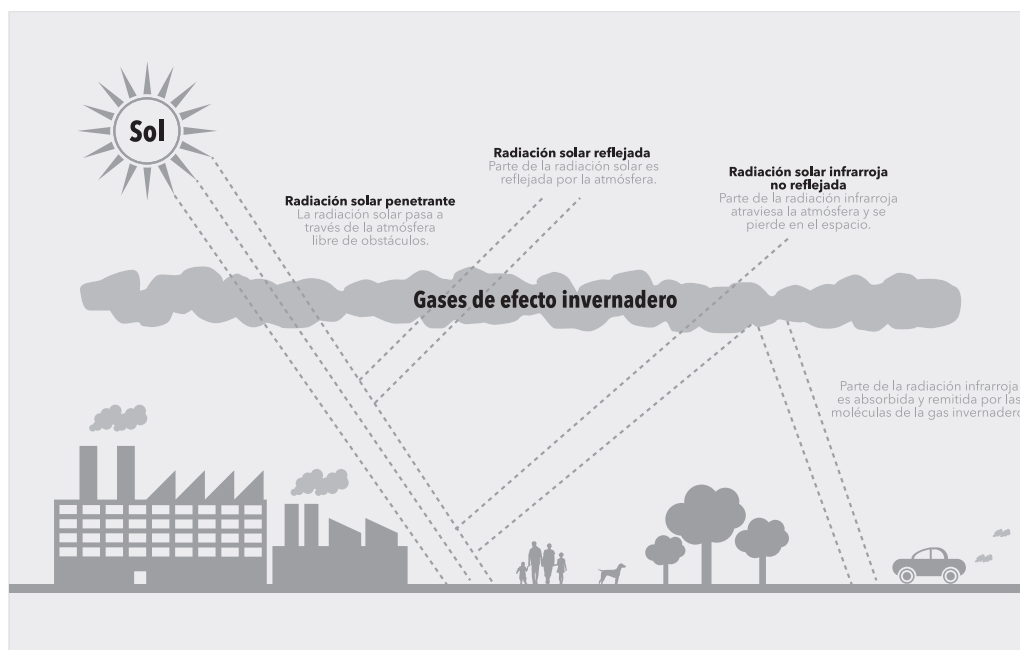 Sol
Radiación solar penetrante
La radiación solar pasa a
través de la atmósfera
libre de obstáculos.
Radiación solar reflejada
Parte de la radiación solar es
reflejada por la atmósfera.
Radiación solar infrarroja
no reflejada
Parte de la radiación infrarroja
atraviesa la atmósfera y se
pierde en el espacio.
Gases de efecto invernadero
Parte de la radiación infrarroja
es absorbida y remitida por las
moléculas de la gas invernadero